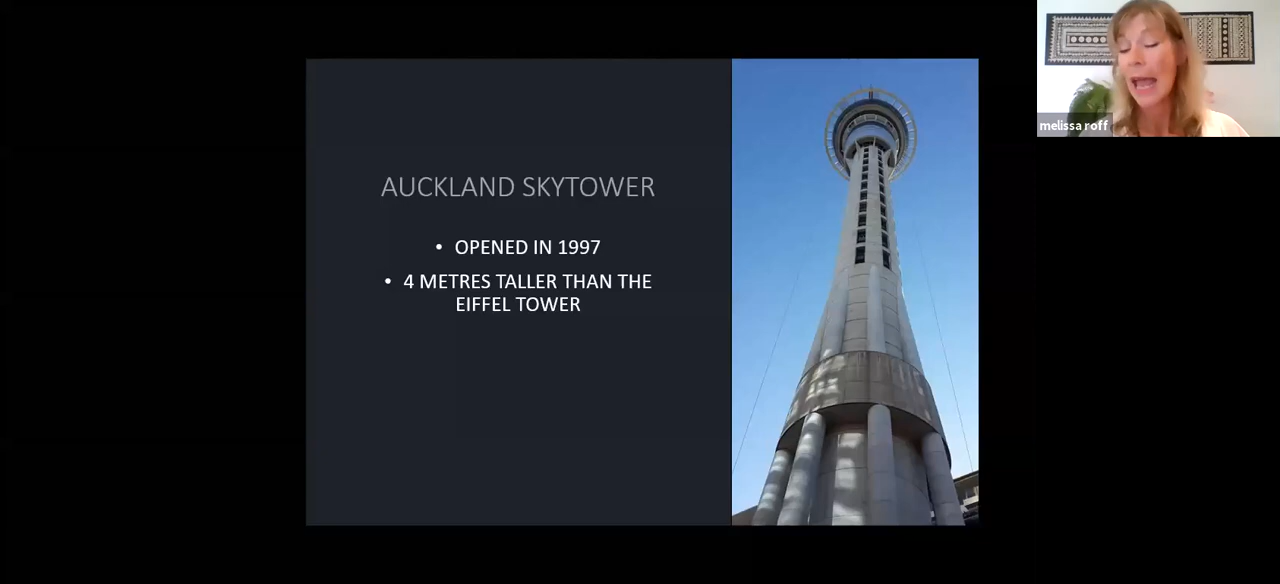 AUCKLAND SKYTOWER
• OPENED IN 1997
• 4 METRES TALLER THAN THE
EIFFEL TOWER
melissa roff